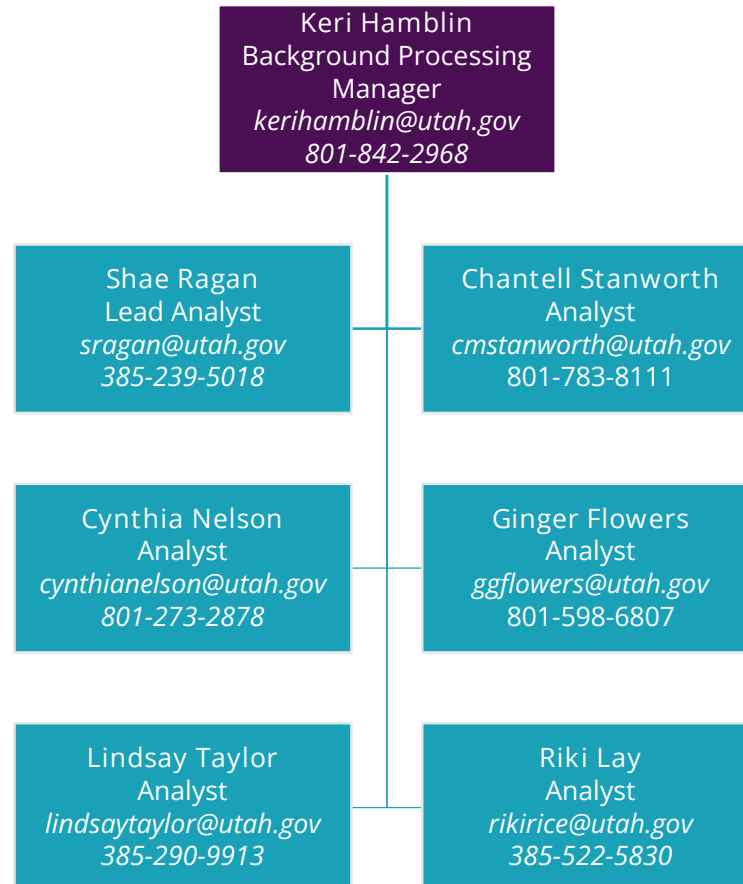 Keri Hamblin
Background Processing
Manager
kerihamblin@utah.gov
801-842-2968
Shae Ragan
Lead Analyst
sragan@utah.gov
385-239-5018
Chantell Stanworth
Analyst
cmstanworth@utah.gov
801-783-8111
Cynthia Nelson
Analyst
cynthianelson@utah.gov
801-273-2878
Ginger Flowers
Analyst
ggflowers@utah.gov
801-598-6807
Lindsay Taylor
Analyst
lindsaytaylor@utah.gov
385-290-9913
Riki Lay
Analyst
rikirice@utah.gov
385-522-5830